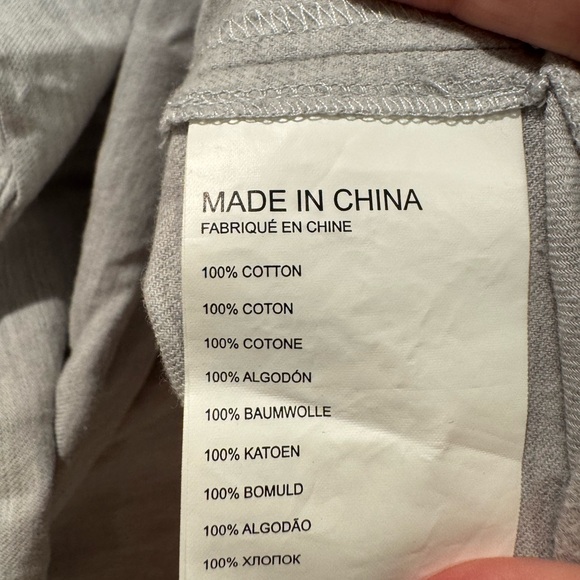 MADE IN CHINA
FABRIQUÉ EN CHINE
100% COTTON
100% COTON
100% COTONE
100% ALGODÓN
100% BAUMWOLLE
100% KATOEN
100% BOMULD
100% ALGODÃO
100% ХЛОПОК